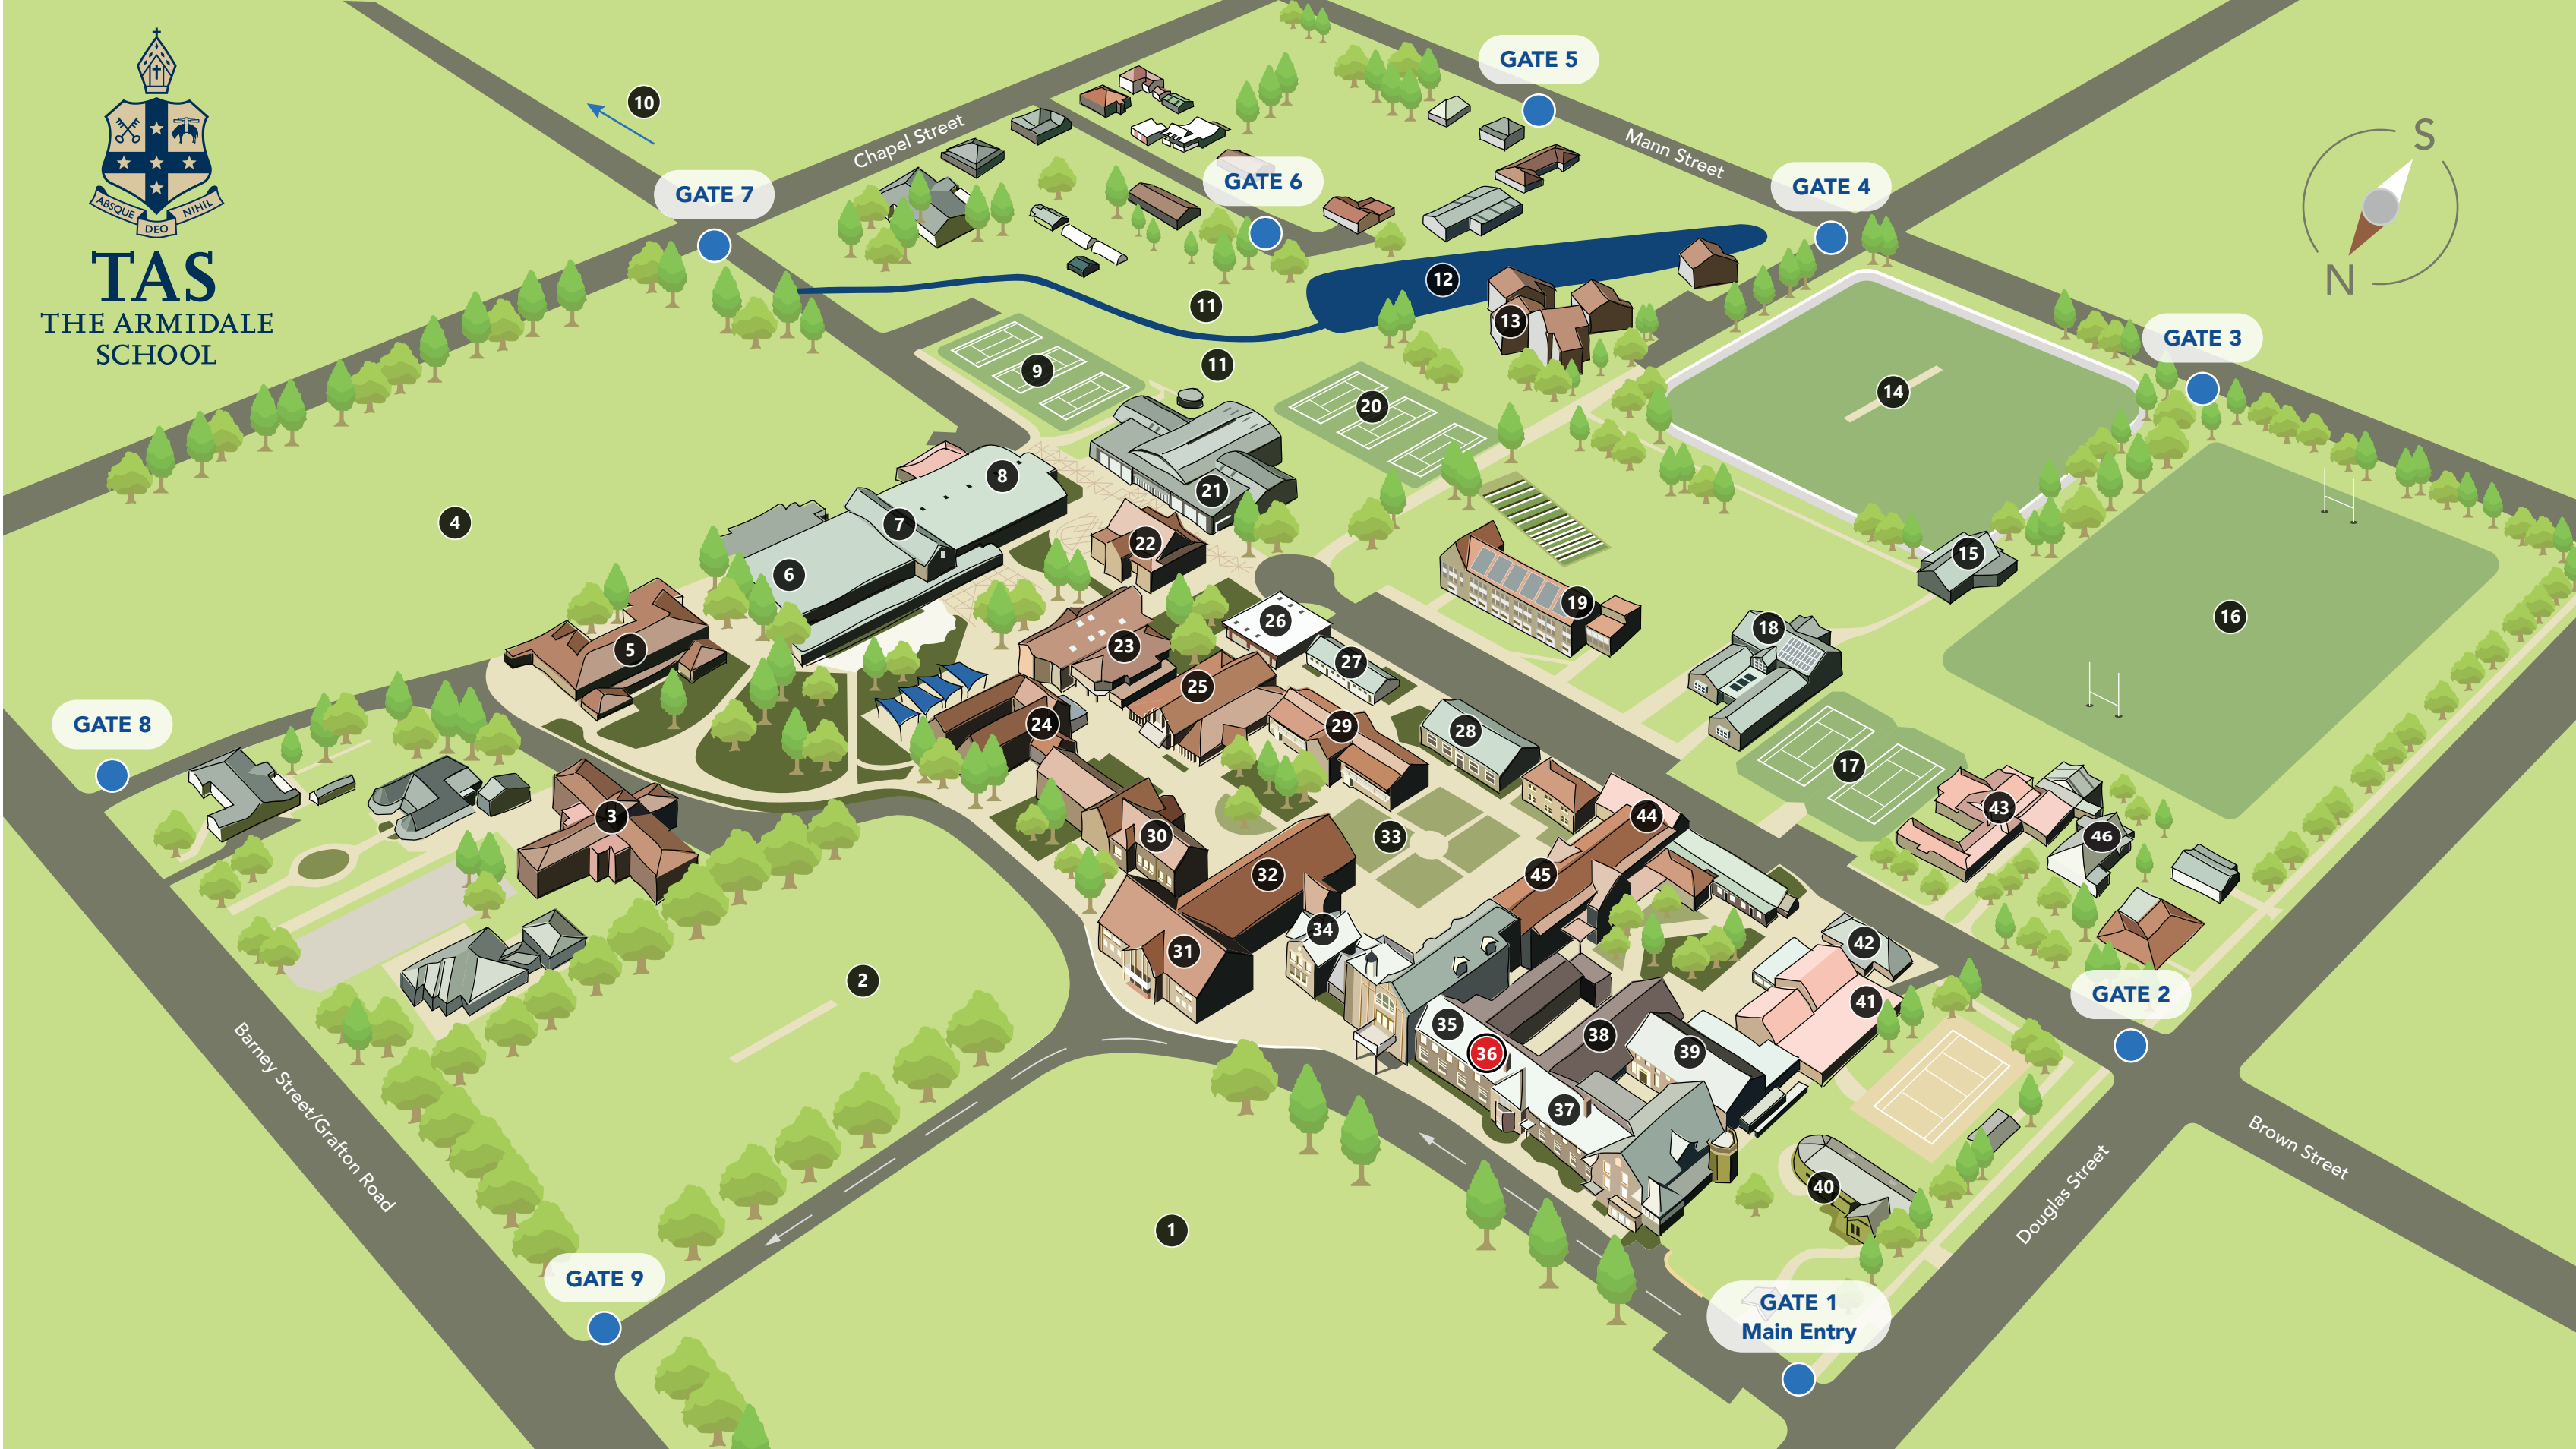 ABSQUE
DEO
NIHIL
TAS
THE ARMIDALE
SCHOOL
GATE 5
10
Chapel Street
Mann Street
S
N
GATE 7
GATE 6
GATE 4
12
11
13
GATE 3
11
9
20
14
8
21
4
7
22
15
6
19
16
26
18
5
23
27
25
GATE 8
24
29
28
17
3
30
33
44
43
46
32
45
34
42
31
2
GATE 2
41
35
36
38
39
Barney Street/Grafton Road
37
Brown Street
40
Douglas Street
1
GATE 9
GATE 1
Main Entry